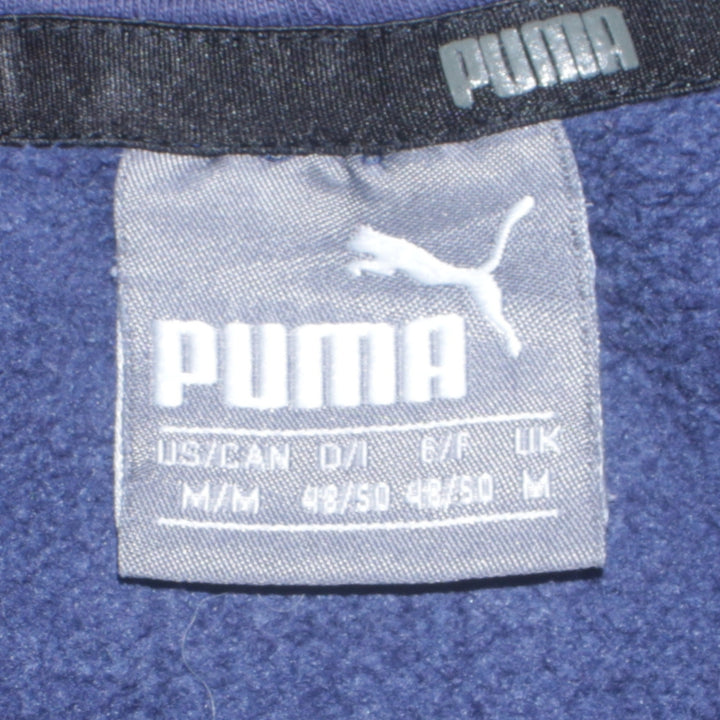 PUMA
PUMA
US/CAN D/I E/F UK
M/M 48/50 48/50 M